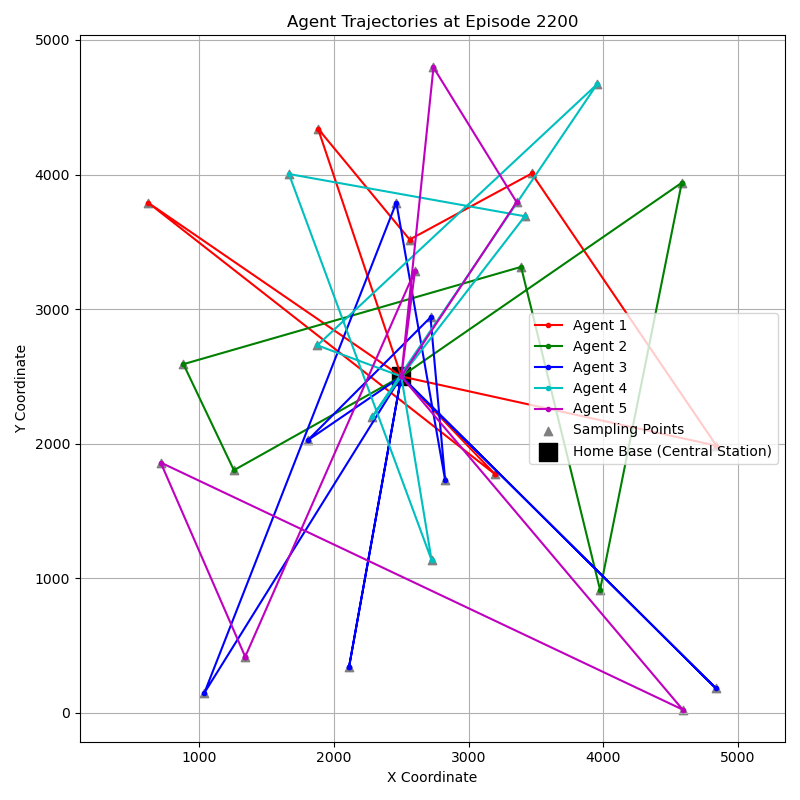 Agent Trajectories at Episode 2200
Y Coordinate
5000
4000
3000
2000
1000
0
Agent 1
Agent 2
Agent 3
Agent 4
Agent 5
Sampling Points
Home Base (Central Station)
1000
2000
3000
4000
5000
X Coordinate